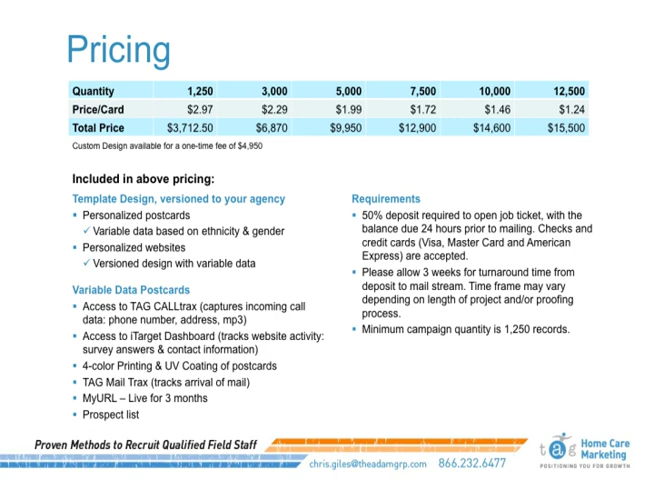 Pricing
Quantity 1,250 3,000 5,000 7,500 10,000 12,500
Price/Card $2.97 $2.29 $1.99 $1.72 $1.46 $1.24
Total Price $3,712.50 $6,870 $9,950 $12,900 $14,600 $15,500
Custom Design available for a one-time fee of $4,950
Included in above pricing:
Template Design, versioned to your agency
▪ Personalized postcards
✓ Variable data based on ethnicity & gender
▪ Personalized websites
✓ Versioned design with variable data
Variable Data Postcards
▪ Access to TAG CALLtrax (captures incoming call
data: phone number, address, mp3)
▪ Access to iTarget Dashboard (tracks website activity:
survey answers & contact information)
▪ 4-color Printing & UV Coating of postcards
▪ TAG Mail Trax (tracks arrival of mail)
▪ MyURL – Live for 3 months
▪ Prospect list
Requirements
▪ 50% deposit required to open job ticket, with the
balance due 24 hours prior to mailing. Checks and
credit cards (Visa, Master Card and American
Express) are accepted.
▪ Please allow 3 weeks for turnaround time from
deposit to mail stream. Time frame may vary
depending on length of project and/or proofing
process.
▪ Minimum campaign quantity is 1,250 records.
Proven Methods to Recruit Qualified Field Staff
chris.giles@theadamgrp.com 866.232.6477
tag Home Care
Marketing
POSITIONING YOU FOR GROWTH